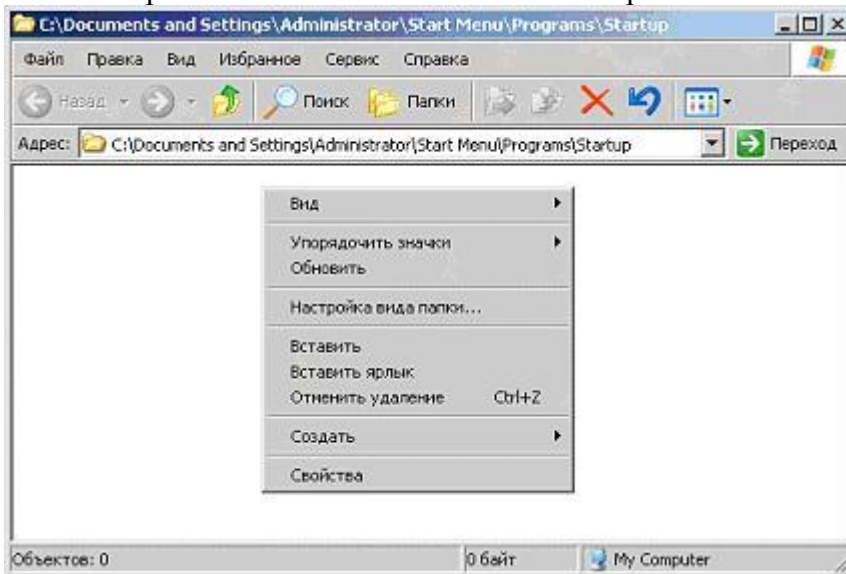 C:\Documents and Settings\Administrator\Start Menu\Programs\Startup
Файл Правка Вид Избранное Сервис Справка
Назад Поиск Папки
Адрес: C:\Documents and Settings\Administrator\Start Menu\Programs\Startup Переход
Вид
Упорядочить значки
Обновить
Настройка вида папки...
Вставить
Вставить ярлык
Отменить удаление Ctrl+Z
Создать
Свойства
Объектов: 0 0 байт My Computer